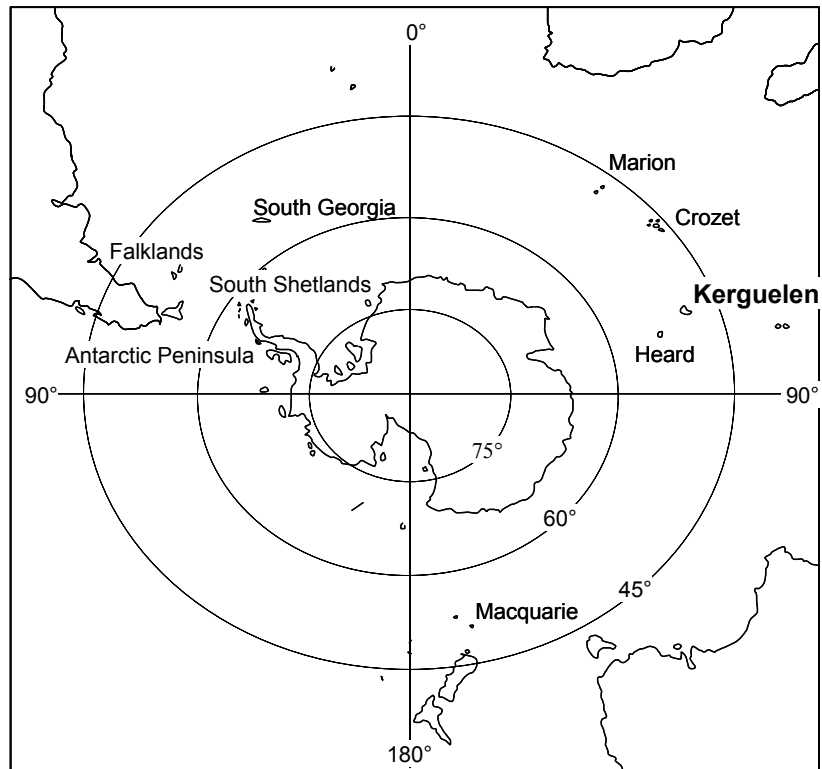 0°
Marion
South Georgia
Crozet
Falklands
South Shetlands
Kerguelen
Antarctic Peninsula
Heard
90°
90°
75°
60°
45°
Macquarie
180°